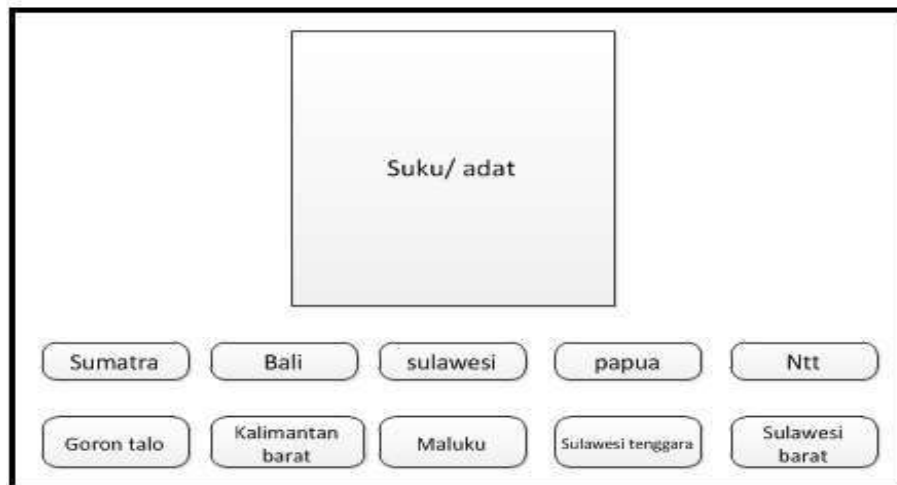 Suku/ adat
Sumatra
Bali
sulawesi
papua
Ntt
Goron talo
Kalimantan
barat
Maluku
Sulawesi tenggara
Sulawesi
barat